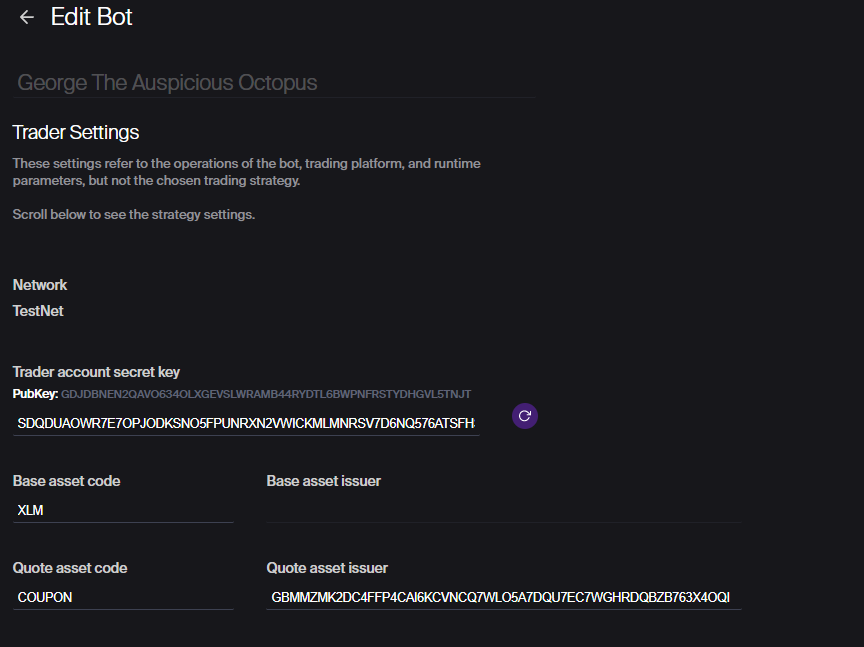 Edit Bot
George The Auspicious Octopus
Trader Settings
These settings refer to the operations of the bot, trading platform, and runtime
parameters, but not the chosen trading strategy.
Scroll below to see the strategy settings.
Network
TestNet
Trader account secret key
PubKey: GDJDBNEN2QAVO634OLXGEVSLWRAMB44RYDTL6BWPNFRSTYDHGVL5TNJT
SDQDUAOWR7E7OPJODKSNO5FPUNRXN2VWICKMLMNRSV7D6NQ576ATSFH
Base asset code Base asset issuer
XLM
Quote asset code Quote asset issuer
COUPON GBMMZMK2DC4FFP4CAI6KCVNCQ7WLO5A7DQU7EC7WGHRDQBZB763X4OQI